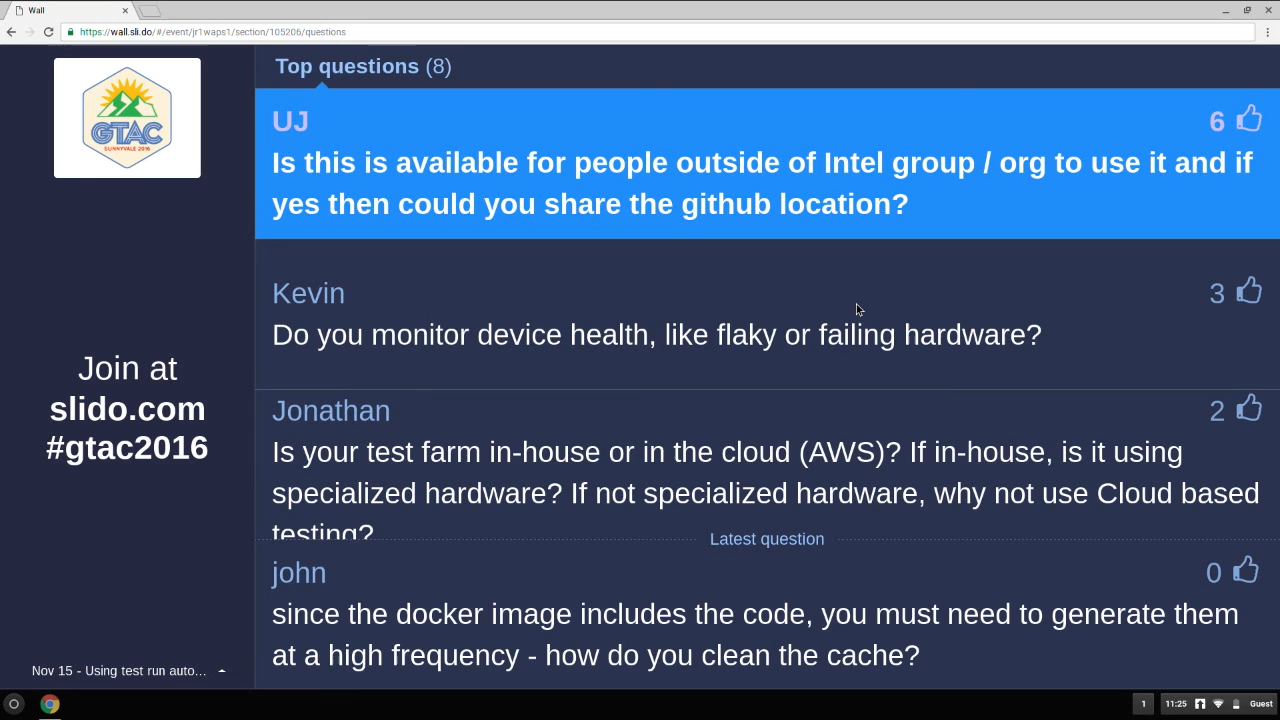 Wall
https://wall.sli.do/#/event/jr1waps1/section/105206/questions
GTAC
SUNNYVALE 2016
Top questions (8)
UJ
6
Is this is available for people outside of Intel group / org to use it and if
yes then could you share the github location?
Kevin
3
Do you monitor device health, like flaky or failing hardware?
Jonathan
2
Is your test farm in-house or in the cloud (AWS)? If in-house, is it using
specialized hardware? If not specialized hardware, why not use Cloud based
testing?
Join at
slido.com
#gtac2016
Latest question
john
0
since the docker image includes the code, you must need to generate them
at a high frequency - how do you clean the cache?
Nov 15 - Using test run auto...
1
11:25
Guest